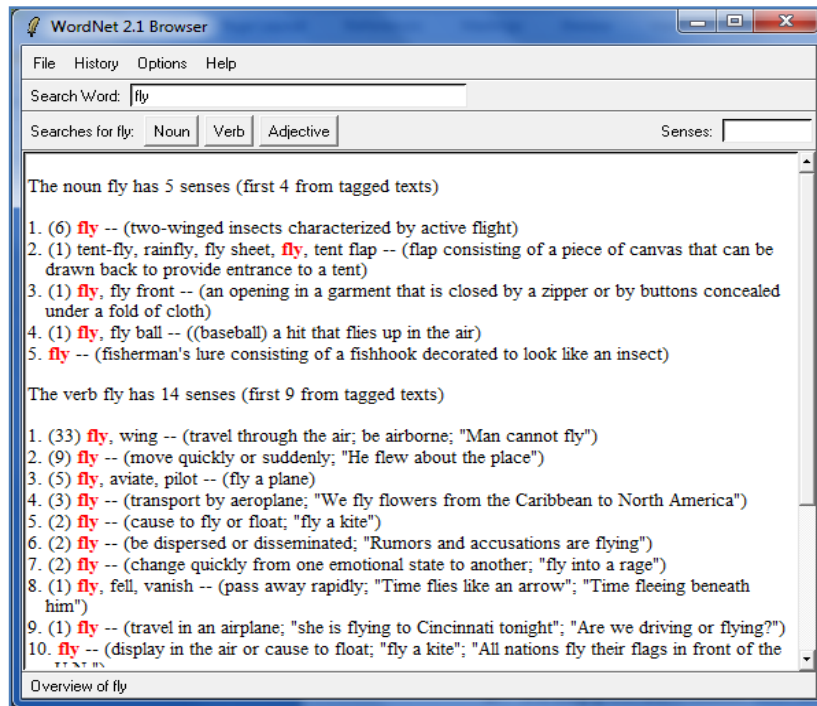 WordNet 2.1 Browser
File History Options Help
Search Word: fly
Searches for fly: Noun Verb Adjective Senses:
The noun fly has 5 senses (first 4 from tagged texts)
1. (6) fly -- (two-winged insects characterized by active flight)
2. (1) tent-fly, rainfly, fly sheet, fly, tent flap -- (flap consisting of a piece of canvas that can be
drawn back to provide entrance to a tent)
3. (1) fly, fly front -- (an opening in a garment that is closed by a zipper or by buttons concealed
under a fold of cloth)
4. (1) fly, fly ball -- ((baseball) a hit that flies up in the air)
5. fly -- (fisherman's lure consisting of a fishhook decorated to look like an insect)
The verb fly has 14 senses (first 9 from tagged texts)
1. (33) fly, wing -- (travel through the air; be airborne; "Man cannot fly")
2. (9) fly -- (move quickly or suddenly; "He flew about the place")
3. (5) fly, aviate, pilot -- (fly a plane)
4. (3) fly -- (transport by aeroplane; "We fly flowers from the Caribbean to North America")
5. (2) fly -- (cause to fly or float; "fly a kite")
6. (2) fly -- (be dispersed or disseminated; "Rumors and accusations are flying")
7. (2) fly -- (change quickly from one emotional state to another; "fly into a rage")
8. (1) fly, fell, vanish -- (pass away rapidly; "Time flies like an arrow"; "Time fleeing beneath
him")
9. (1) fly -- (travel in an airplane; "she is flying to Cincinnati tonight"; "Are we driving or flying?")
10. fly -- (display in the air or cause to float; "fly a kite"; "All nations fly their flags in front of the
Overview of fly